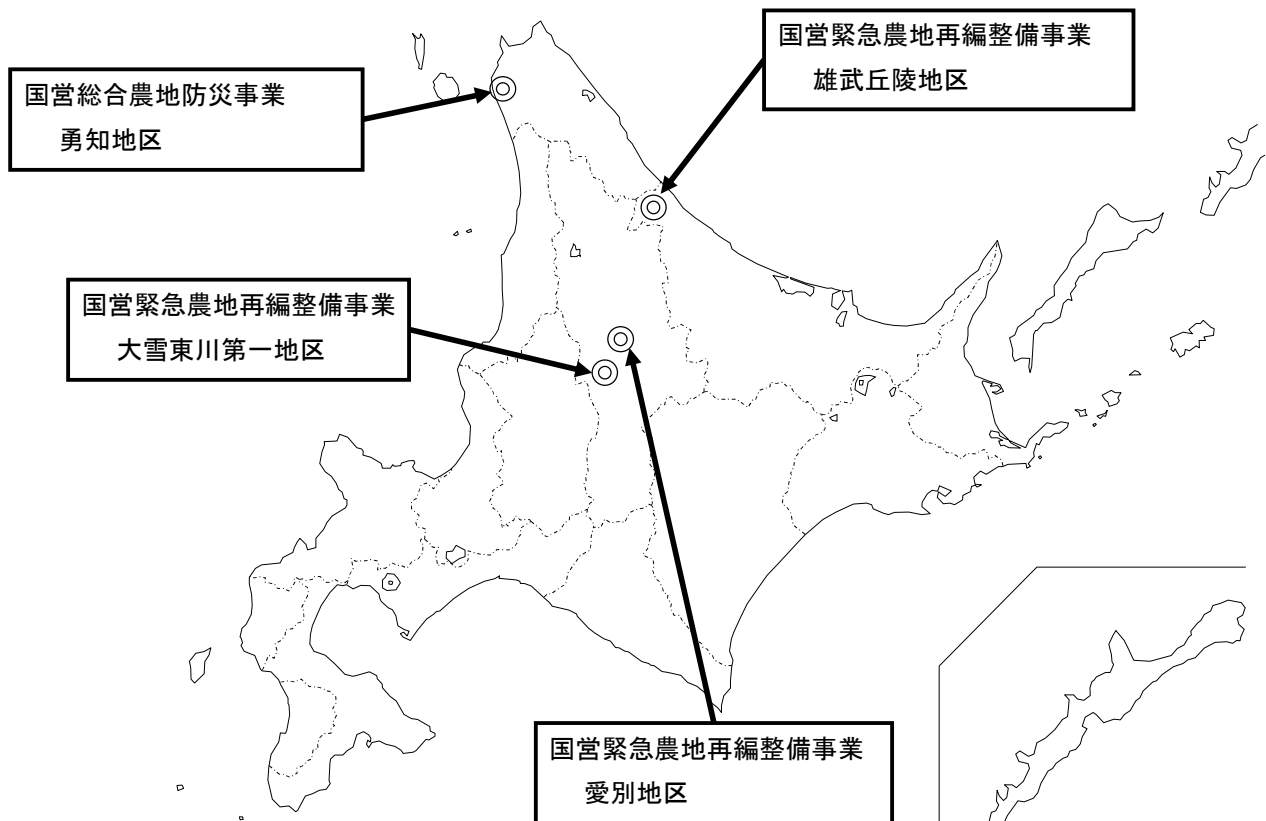 国営緊急農地再編整備事業
雄武丘陵地区
国営総合農地防災事業
勇知地区
国営緊急農地再編整備事業
大雪東川第一地区
国営緊急農地再編整備事業
愛別地区